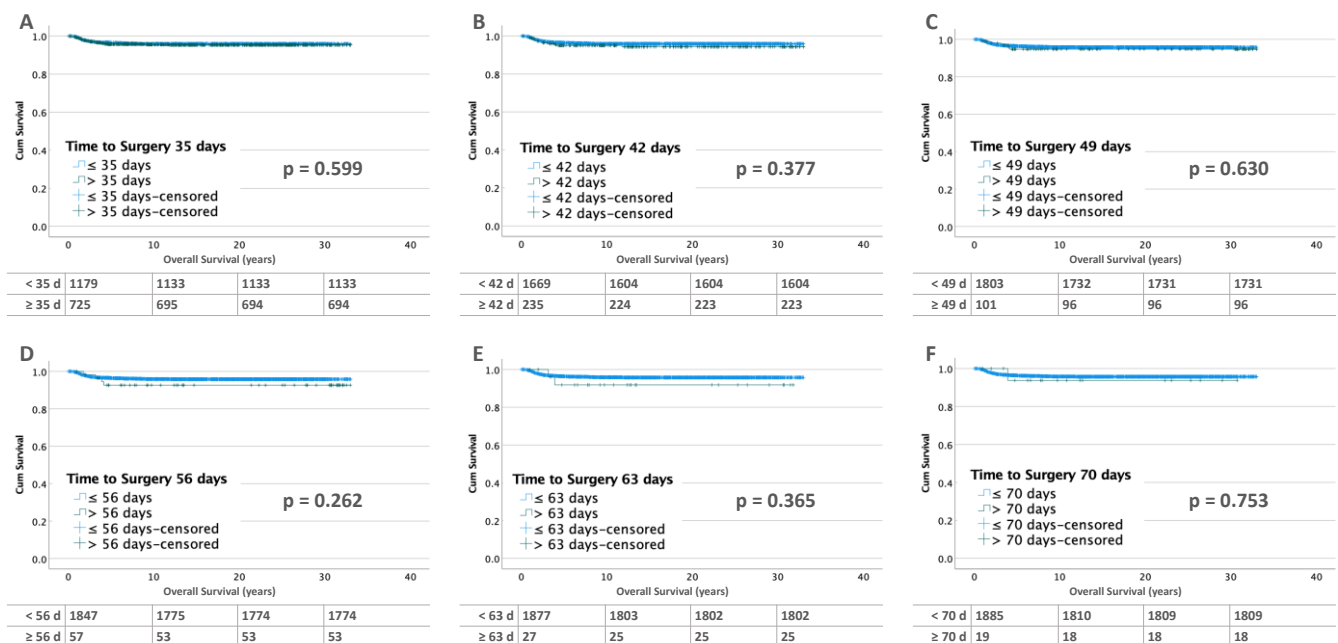 A
Cum Survival
1.0
0.8
0.6
0.4
0.2
0.0
Time to Surgery 35 days
≤ 35 days
> 35 days
≤ 35 days-censored
> 35 days-censored
p = 0.599
0 10 20 30 40
Overall Survival (years)
< 35 d 1179 1133 1133 1133
≥ 35 d 725 695 694 694
B
Cum Survival
1.0
0.8
0.6
0.4
0.2
0.0
Time to Surgery 42 days
≤ 42 days
> 42 days
≤ 42 days-censored
> 42 days-censored
p = 0.377
0 10 20 30 40
Overall Survival (years)
< 42 d 1669 1604 1604 1604
≥ 42 d 235 224 223 223
C
Cum Survival
1.0
0.8
0.6
0.4
0.2
0.0
Time to Surgery 49 days
≤ 49 days
> 49 days
≤ 49 days-censored
> 49 days-censored
p = 0.630
0 10 20 30 40
Overall Survival (years)
< 49 d 1803 1732 1731 1731
≥ 49 d 101 96 96 96
D
Cum Survival
1.0
0.8
0.6
0.4
0.2
0.0
Time to Surgery 56 days
≤ 56 days
> 56 days
≤ 56 days-censored
> 56 days-censored
p = 0.262
0 10 20 30 40
Overall Survival (years)
< 56 d 1847 1775 1774 1774
≥ 56 d 57 53 53 53
E
Cum Survival
1.0
0.8
0.6
0.4
0.2
0.0
Time to Surgery 63 days
≤ 63 days
> 63 days
≤ 63 days-censored
> 63 days-censored
p = 0.365
0 10 20 30 40
Overall Survival (years)
< 63 d 1877 1803 1802 1802
≥ 63 d 27 25 25 25
F
Cum Survival
1.0
0.8
0.6
0.4
0.2
0.0
Time to Surgery 70 days
≤ 70 days
> 70 days
≤ 70 days-censored
> 70 days-censored
p = 0.753
0 10 20 30 40
Overall Survival (years)
< 70 d 1885 1810 1809 1809
≥ 70 d 19 18 18 18